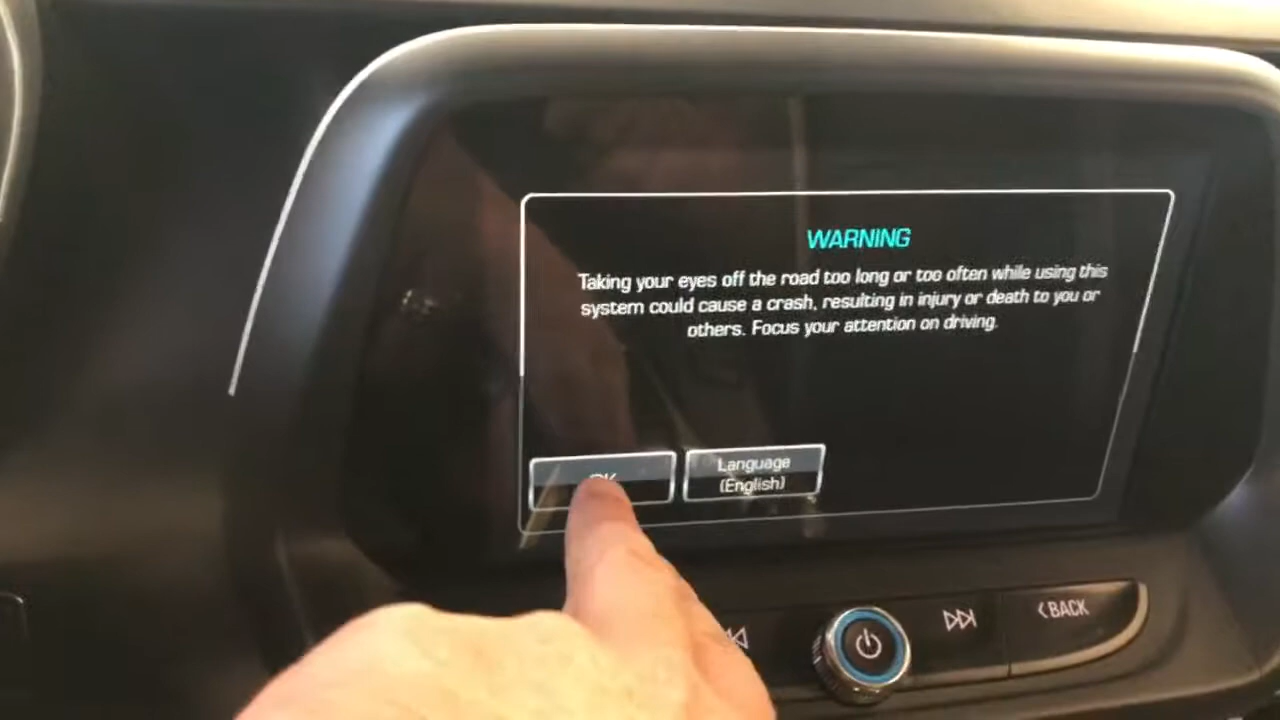 WARNING
Taking your eyes off the road too long or too often while using this
system could cause a crash, resulting in injury or death to you or
others. Focus your attention on driving.
OK
Language
(English)
<BACK